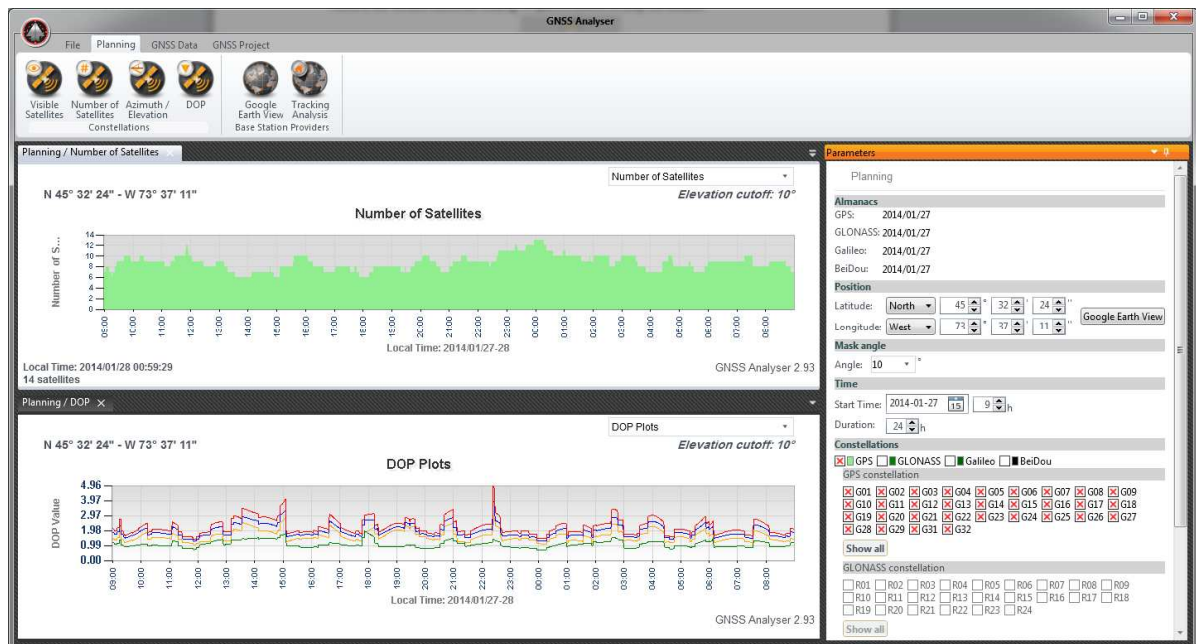 GNSS Analyser
File Planning GNSS Data GNSS Project
Visible Satellites
Number of Satellites
Azimuth / Elevation
DOP
Google Earth View
Tracking Analysis
Constellations
Base Station Providers
Planning / Number of Satellites
Number of Satellites
N 45° 32' 24" - W 73° 37' 11"
Elevation cutoff: 10°
Number of Satellites
Number of S...
14
12
10
8
6
4
2
0
09:00 10:00 11:00 12:00 13:00 14:00 15:00 16:00 17:00 18:00 19:00 20:00 21:00 22:00 23:00 00:00 01:00 02:00 03:00 04:00 05:00 06:00 07:00 08:00
Local Time: 2014/01/27-28
Local Time: 2014/01/28 00:59:29
14 satellites
GNSS Analyser 2.93
Planning / DOP
DOP Plots
N 45° 32' 24" - W 73° 37' 11"
Elevation cutoff: 10°
DOP Plots
DOP Value
4.96
3.97
2.97
1.98
0.99
0.00
09:00 10:00 11:00 12:00 13:00 14:00 15:00 16:00 17:00 18:00 19:00 20:00 21:00 22:00 23:00 00:00 01:00 02:00 03:00 04:00 05:00 06:00 07:00 08:00
Local Time: 2014/01/27-28
GNSS Analyser 2.93
Parameters
Planning
Almanacs
GPS: 2014/01/27
GLONASS: 2014/01/27
Galileo: 2014/01/27
BeiDou: 2014/01/27
Position
Latitude: North 45 ° 32 ' 24 ''
Longitude: West 73 ° 37 ' 11 ''
Google Earth View
Mask angle
Angle: 10 °
Time
Start Time: 2014-01-27 15 9 h
Duration: 24 h
Constellations
GPS GLONASS Galileo BeiDou
GPS constellation
G01 G02 G03 G04 G05 G06 G07 G08 G09
G10 G11 G12 G13 G14 G15 G16 G17 G18
G19 G20 G21 G22 G23 G24 G25 G26 G27
G28 G29 G31 G32
Show all
GLONASS constellation
R01 R02 R03 R04 R05 R06 R07 R08 R09
R10 R11 R12 R13 R14 R15 R16 R17 R18
R19 R20 R21 R22 R23 R24
Show all